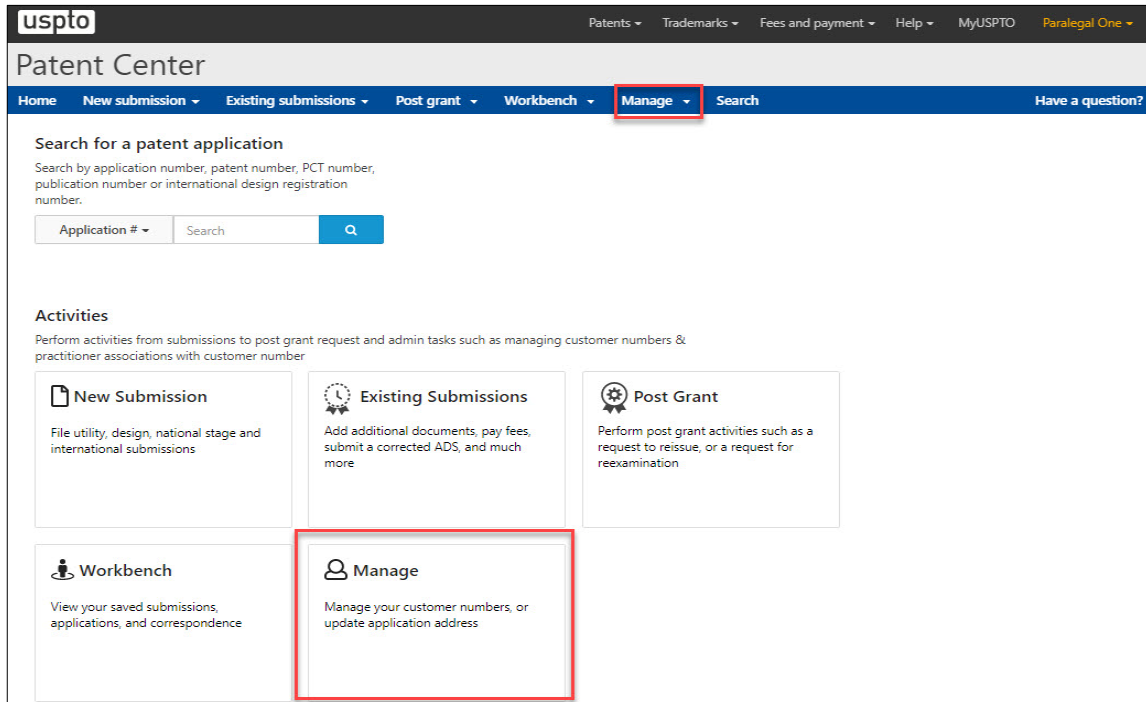 uspto
Patents Trademarks Fees and payment Help MyUSPTO Paralegal One
Patent Center
Home New submission Existing submissions Post grant Workbench Manage Search Have a question?
Search for a patent application
Search by application number, patent number, PCT number,
publication number or international design registration
number.
Application # Search
Activities
Perform activities from submissions to post grant request and admin tasks such as managing customer numbers &
practitioner associations with customer number
New Submission
File utility, design, national stage and
international submissions
Existing Submissions
Add additional documents, pay fees,
submit a corrected ADS, and much
more
Post Grant
Perform post grant activities such as a
request to reissue, or a request for
reexamination
Workbench
View your saved submissions,
applications, and correspondence
Manage
Manage your customer numbers, or
update application address